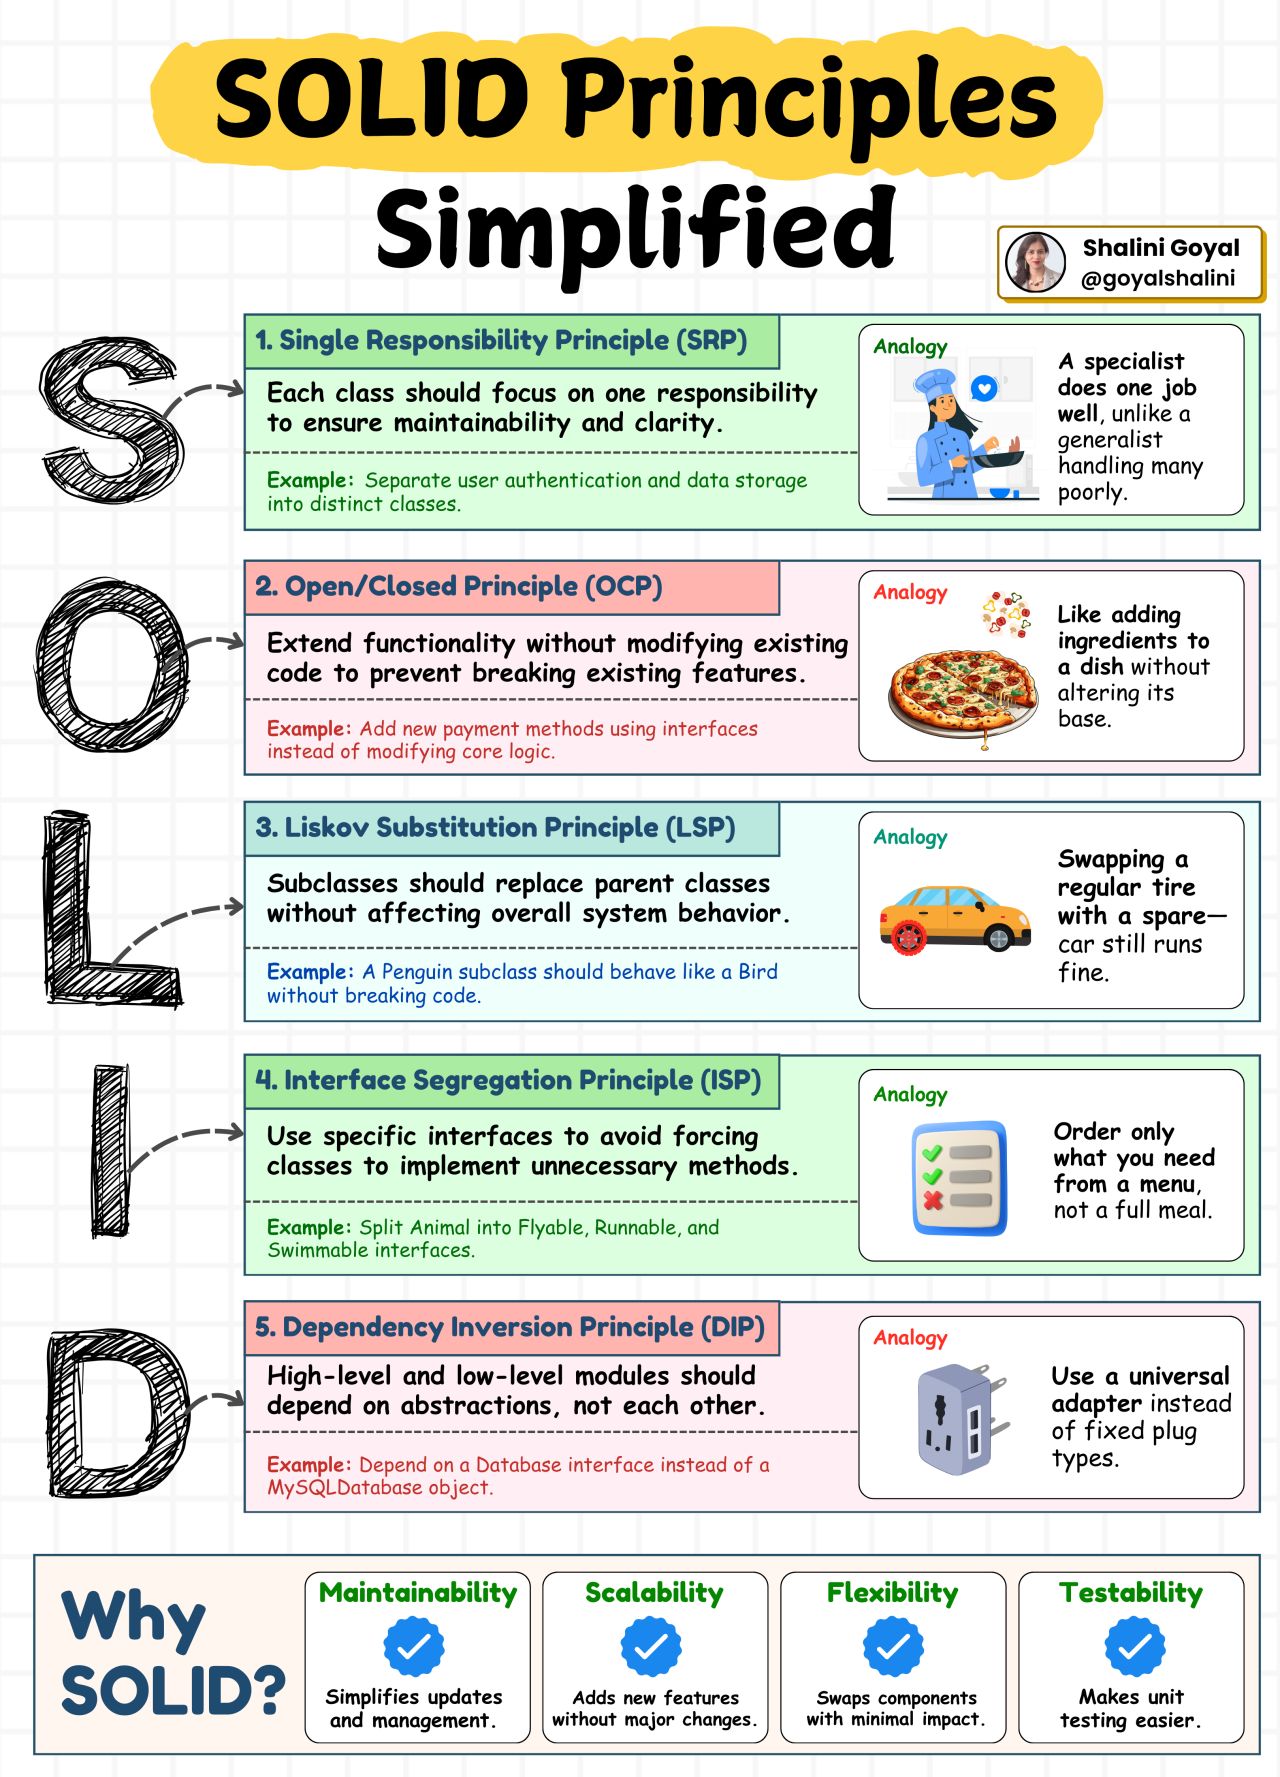 SOLID Principles
Simplified
Shalini Goyal
@goyalshalini
S
1. Single Responsibility Principle (SRP)
Each class should focus on one responsibility
to ensure maintainability and clarity.
Example: Separate user authentication and data storage
into distinct classes.
Analogy
A specialist
does one job
well, unlike a
generalist
handling many
poorly.
O
2. Open/Closed Principle (OCP)
Extend functionality without modifying existing
code to prevent breaking existing features.
Example: Add new payment methods using interfaces
instead of modifying core logic.
Analogy
Like adding
ingredients to
a dish without
altering its
base.
L
3. Liskov Substitution Principle (LSP)
Subclasses should replace parent classes
without affecting overall system behavior.
Example: A Penguin subclass should behave like a Bird
without breaking code.
Analogy
Swapping a
regular tire
with a spare—
car still runs
fine.
I
4. Interface Segregation Principle (ISP)
Use specific interfaces to avoid forcing
classes to implement unnecessary methods.
Example: Split Animal into Flyable, Runnable, and
Swimmable interfaces.
Analogy
Order only
what you need
from a menu,
not a full meal.
D
5. Dependency Inversion Principle (DIP)
High-level and low-level modules should
depend on abstractions, not each other.
Example: Depend on a Database interface instead of a
MySQLDatabase object.
Analogy
Use a universal
adapter instead
of fixed plug
types.
Why
SOLID?
Maintainability
Simplifies updates
and management.
Scalability
Adds new features
without major changes.
Flexibility
Swaps components
with minimal impact.
Testability
Makes unit
testing easier.